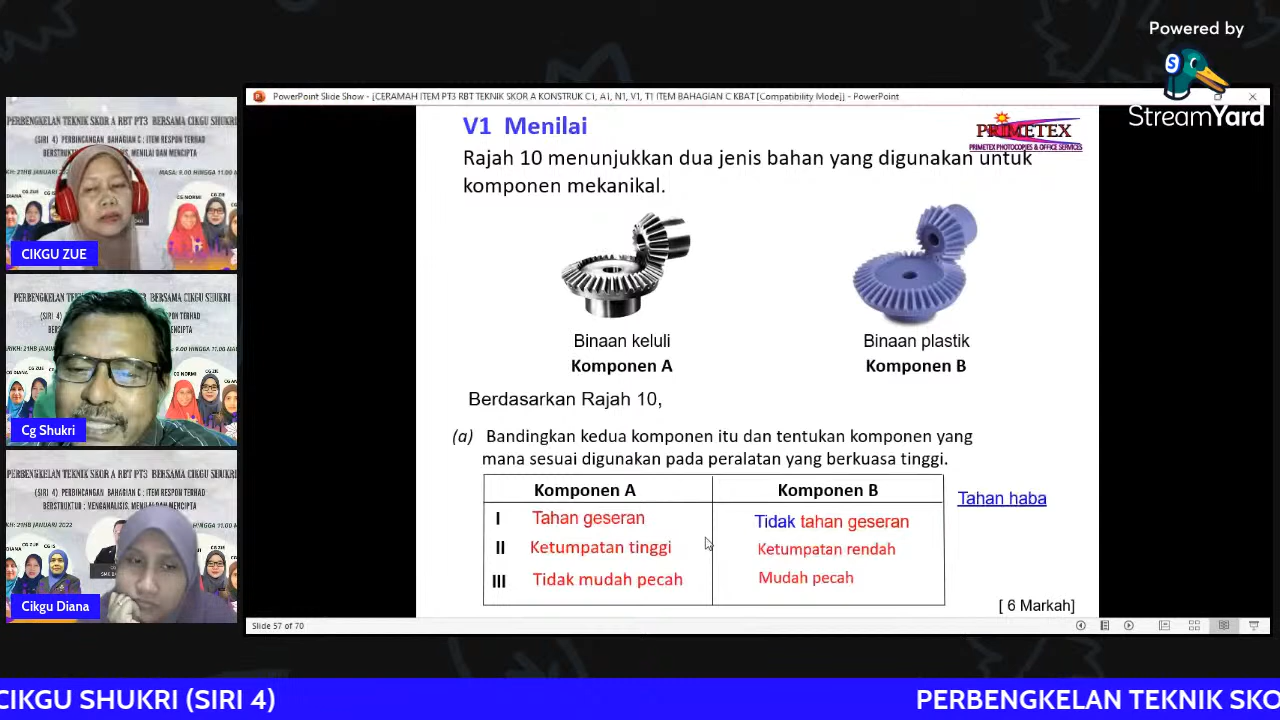 Powered by
StreamYard
PowerPoint Slide Show - [CERAMAH ITEM PT3 RBT TEKNIK SKOR A KONSTRUK C1, A1, N1, V1, T1 ITEM BAHAGIAN C KBAT [Compatibility Mode]] - PowerPoint
V1 Menilai
PRIMETEX
PRIMETEX PHOTOCOPIES & OFFICE SERVICES
Rajah 10 menunjukkan dua jenis bahan yang digunakan untuk
komponen mekanikal.
Binaan keluli
Komponen A
Binaan plastik
Komponen B
Berdasarkan Rajah 10,
(a) Bandingkan kedua komponen itu dan tentukan komponen yang
mana sesuai digunakan pada peralatan yang berkuasa tinggi.
Komponen A Komponen B
I Tahan geseran Tidak tahan geseran
II Ketumpatan tinggi Ketumpatan rendah
III Tidak mudah pecah Mudah pecah
Tahan haba
[ 6 Markah]
Slide 57 of 70
CIKGU ZUE
Cg Shukri
Cikgu Diana
CIKGU SHUKRI (SIRI 4)
PERBENGKELAN TEKNIK SKO